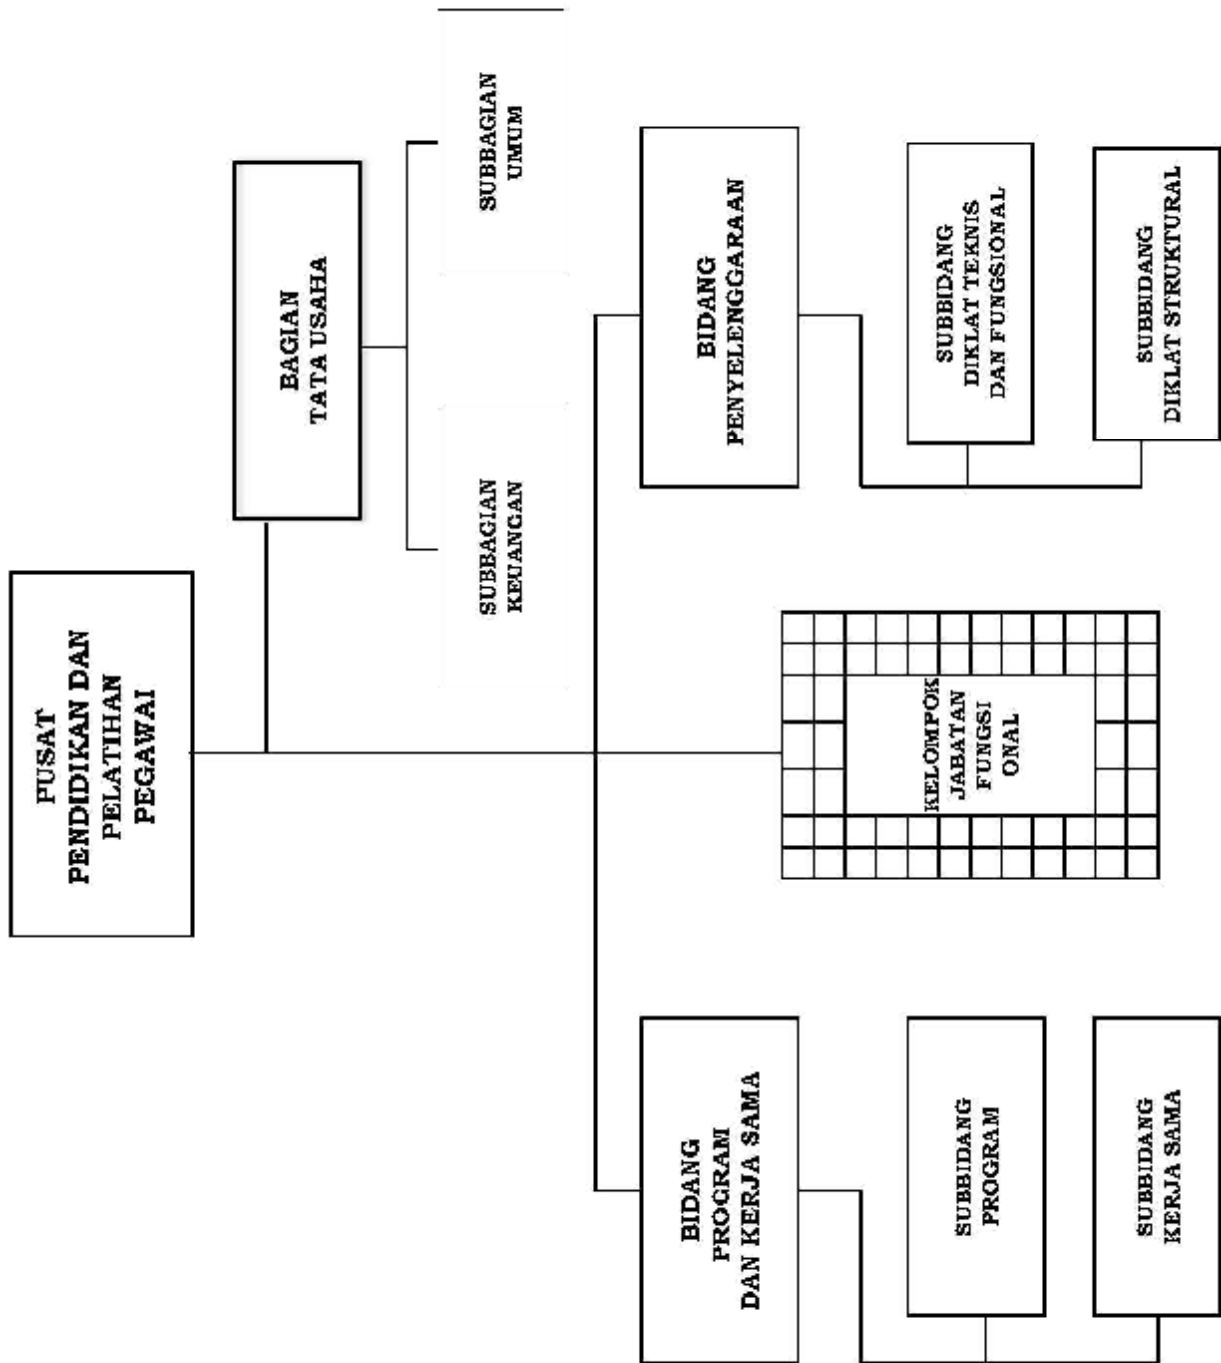 PUSAT
PENDIDIKAN DAN
PELATIHAN
PEGAWAI
BAGIAN
TATA USAHA
SUBBAGIAN
KEUANGAN
SUBBAGIAN
UMUM
BIDANG
PROGRAM
DAN KERJA SAMA
BIDANG
PENYELENGGARAAN
SUBBIDANG
PROGRAM
SUBBIDANG
KERJA SAMA
KELOMPOK
JABATAN
FUNGSI
ONAL
SUBBIDANG
DIKLAT TEKNIS
DAN FUNGSIONAL
SUBBIDANG
DIKLAT STRUKTURAL